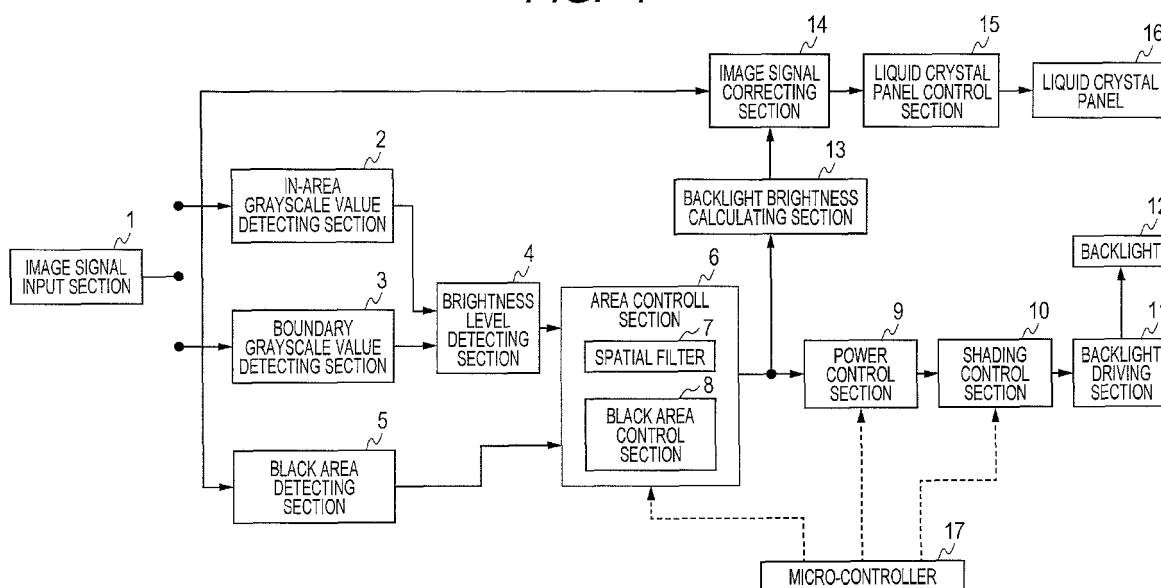 14
15
16
IMAGE SIGNAL
CORRECTING
SECTION
LIQUID CRYSTAL
PANEL CONTROL
SECTION
LIQUID CRYSTAL
PANEL
2
IN-AREA
GRAYSCALE VALUE
DETECTING SECTION
13
BACKLIGHT BRIGHTNESS
CALCULATING SECTION
1
IMAGE SIGNAL
INPUT SECTION
12
BACKLIGHT
3
BOUNDARY
GRAYSCALE VALUE
DETECTING SECTION
4
BRIGHTNESS
LEVEL
DETECTING
SECTION
6
AREA CONTROLL
SECTION
7
SPATIAL FILTER
8
BLACK AREA
CONTROL
SECTION
9
POWER
CONTROL
SECTION
10
SHADING
CONTROL
SECTION
11
BACKLIGHT
DRIVING
SECTION
5
BLACK AREA
DETECTING
SECTION
17
MICRO-CONTROLLER